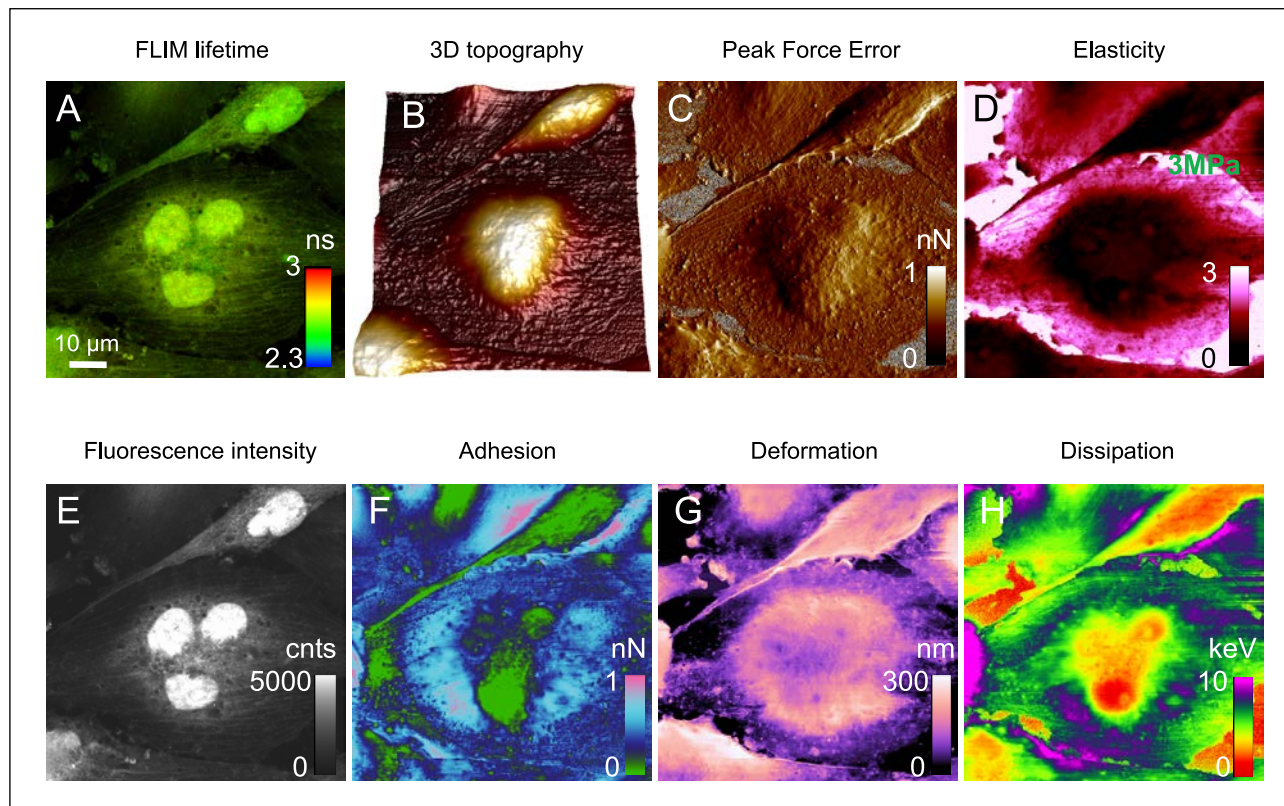 FLIM lifetime
3D topography
Peak Force Error
Elasticity
A
ns
3
2.3
10 µm
B
C
nN
1
0
D
3MPa
3
0
Fluorescence intensity
Adhesion
Deformation
Dissipation
E
cnts
5000
0
F
nN
1
0
G
nm
300
0
H
keV
10
0